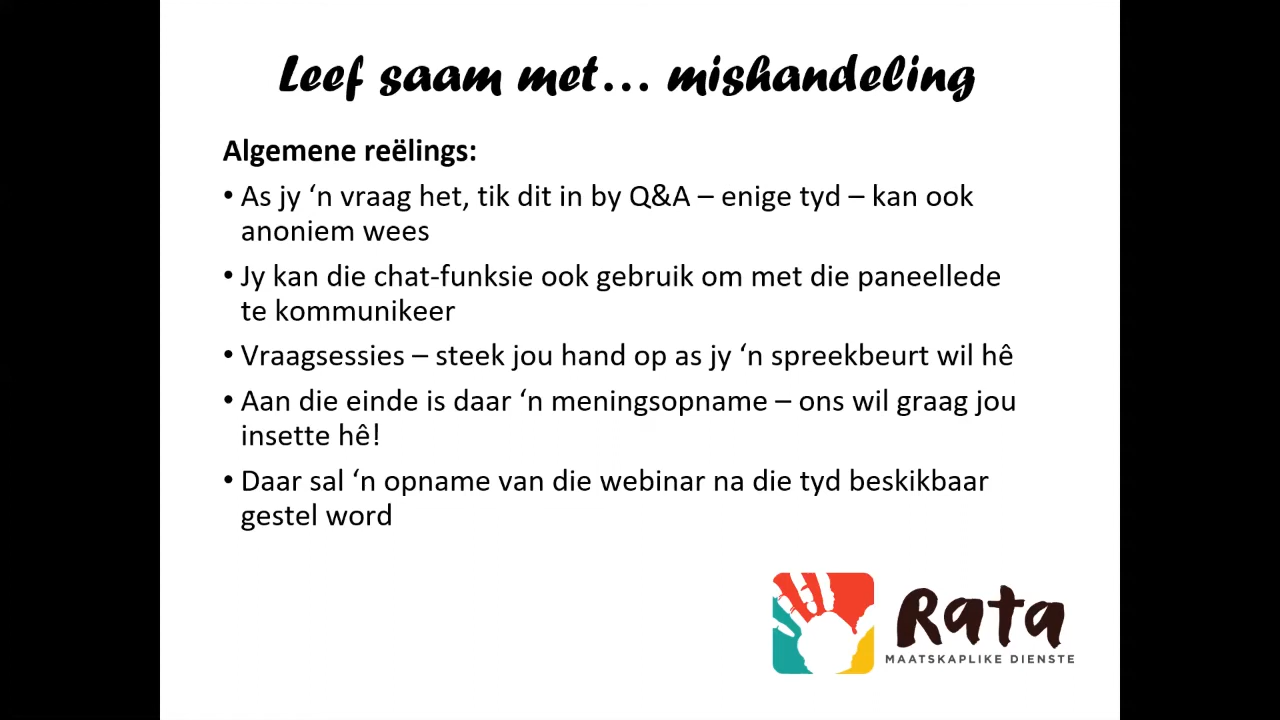 Leef saam met... mishandeling
Algemene reëlings:
• As jy ‘n vraag het, tik dit in by Q&A – enige tyd – kan ook
anoniem wees
• Jy kan die chat-funksie ook gebruik om met die paneellede
te kommunikeer
• Vraagsessies – steek jou hand op as jy ‘n spreekbeurt wil hê
• Aan die einde is daar ‘n meningsopname – ons wil graag jou
insette hê!
• Daar sal ‘n opname van die webinar na die tyd beskikbaar
gestel word
Rata
MAATSKAPLIKE DIENSTE